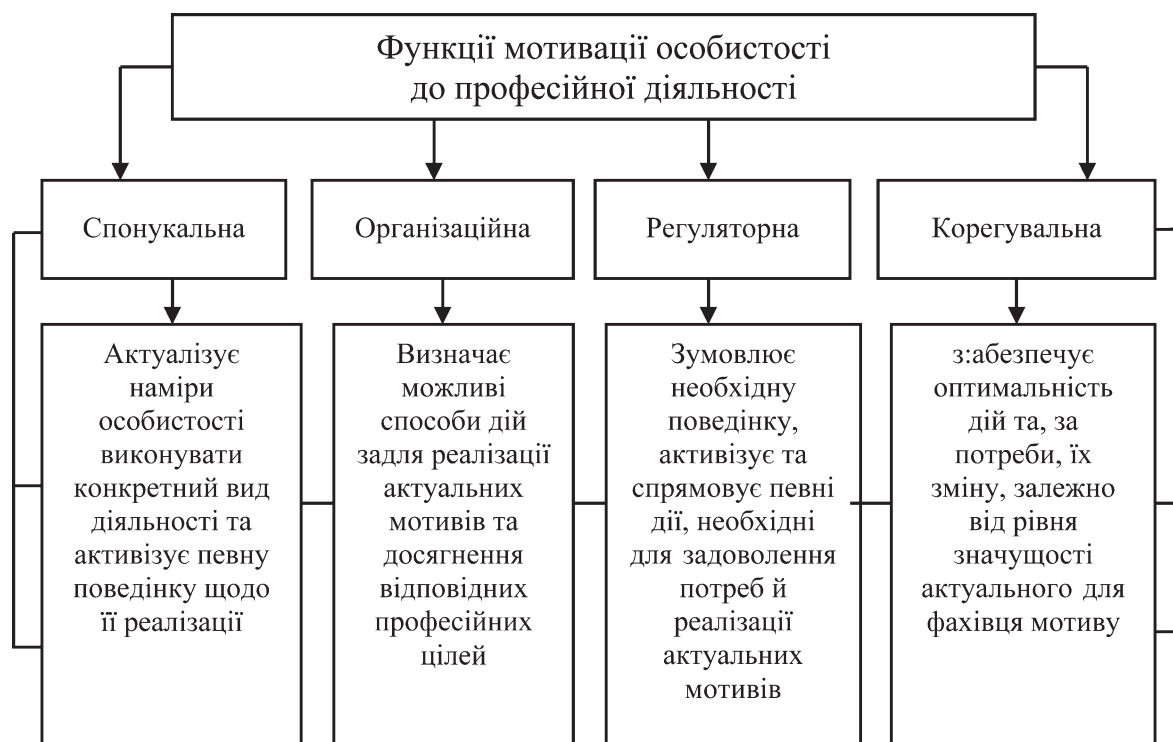 Функції мотивації особистості
до професійної діяльності
Спонукальна
Організаційна
Регуляторна
Корегувальна
Актуалізує
наміри
особистості
виконувати
конкретний вид
діяльності та
активізує певну
поведінку щодо
її реалізації
Визначає
можливі
способи дій
задля реалізації
актуальних
мотивів та
досягнення
відповідних
професійних
цілей
Зумовлює
необхідну
поведінку,
активізує та
спрямовує певні
дії, необхідні
для задоволення
потреб й
реалізації
актуальних
мотивів
з:абезпечує
оптимальність
дій та, за
потреби, їх
зміну, залежно
від рівня
значущості
актуального для
фахівця мотиву